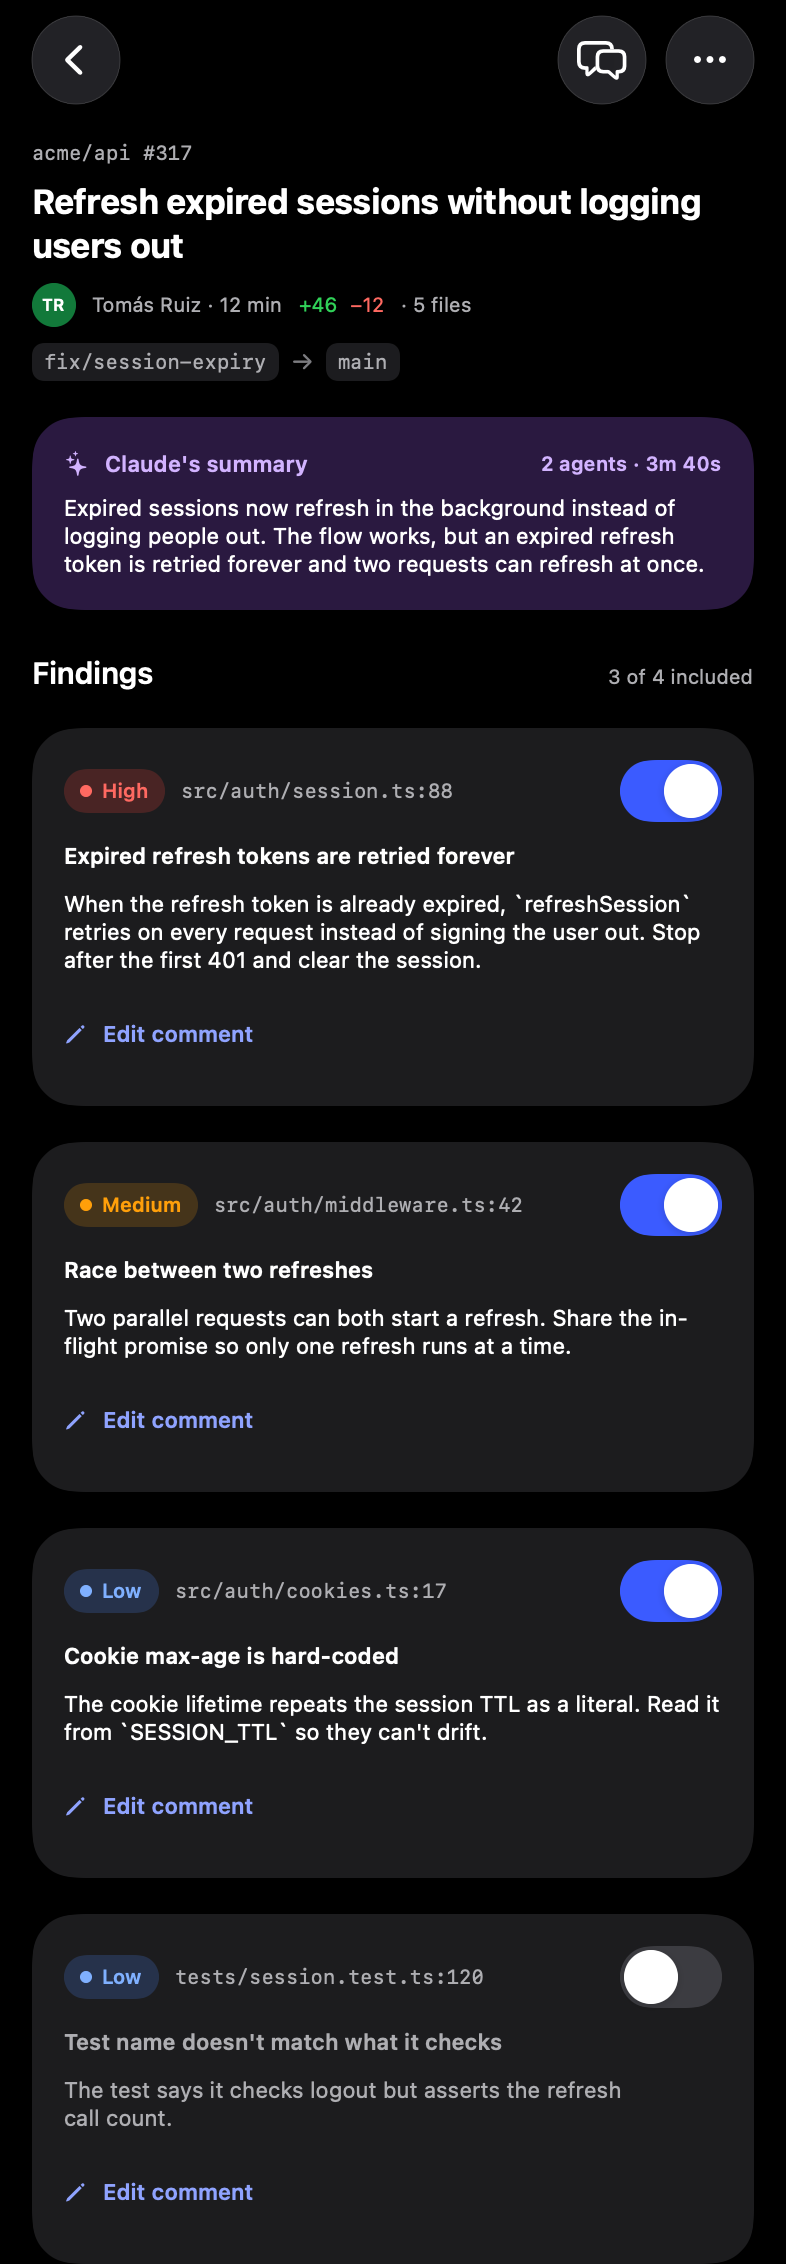 acme/api #317
Refresh expired sessions without logging
users out
TR Tomás Ruiz · 12 min +46 −12 · 5 files
fix/session-expiry → main
Claude's summary 2 agents · 3m 40s
Expired sessions now refresh in the background instead of
logging people out. The flow works, but an expired refresh
token is retried forever and two requests can refresh at once.
Findings 3 of 4 included
High src/auth/session.ts:88
Expired refresh tokens are retried forever
When the refresh token is already expired, `refreshSession`
retries on every request instead of signing the user out. Stop
after the first 401 and clear the session.
Edit comment
Medium src/auth/middleware.ts:42
Race between two refreshes
Two parallel requests can both start a refresh. Share the in-
flight promise so only one refresh runs at a time.
Edit comment
Low src/auth/cookies.ts:17
Cookie max-age is hard-coded
The cookie lifetime repeats the session TTL as a literal. Read it
from `SESSION_TTL` so they can't drift.
Edit comment
Low tests/session.test.ts:120
Test name doesn't match what it checks
The test says it checks logout but asserts the refresh
call count.
Edit comment